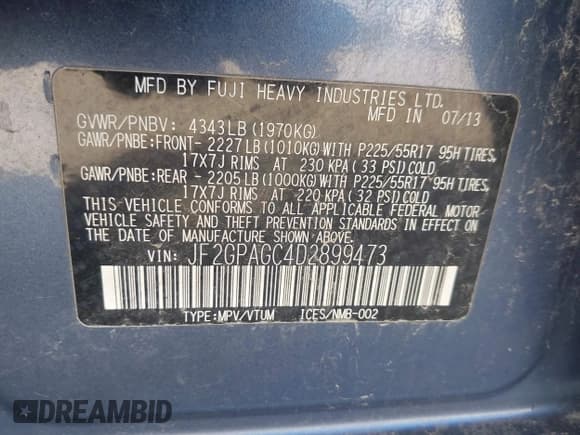 MFD BY FUJI HEAVY INDUSTRIES LTD.
MFD IN 07/13
GVWR/PNBV: 4343LB (1970KG)
GAWR/PNBE:FRONT- 2227LB (1010KG) WITH P225/55R17 95H TIRES,
17X7J RIMS AT 230 KPA (33 PSI) COLD
GAWR/PNBE:REAR - 2205LB (1000KG) WITH P225/55R17 95H TIRES,
17X7J RIMS AT 220 KPA (32 PSI) COLD
THIS VEHICLE CONFORMS TO ALL APPLICABLE FEDERAL MOTOR
VEHICLE SAFETY AND THEFT PREVENTION STANDARDS IN EFFECT ON
THE DATE OF MANUFACTURE SHOWN ABOVE.
VIN: JF2GPAGC4D2899473
TYPE:MPV/VTUM ICES/NMB-002
DREAMBID